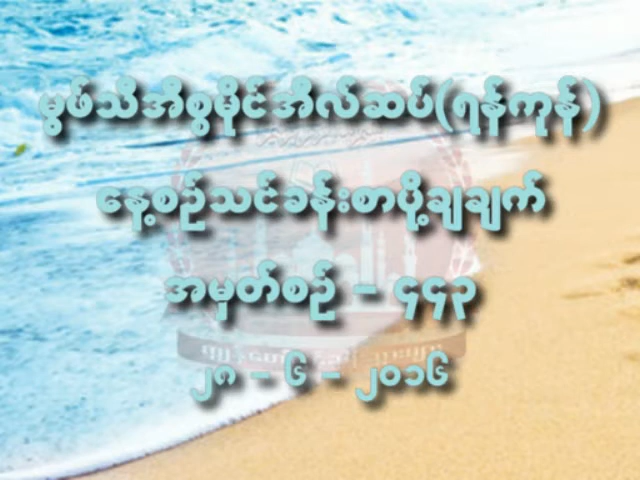 မွဖ်သီအိစွမိုင်အိလ်ဆပ်(ရန်ကုန်)
နေ့စဉ်သင်ခန်းစာပို့ချချက်
အမှတ်စဉ် - ၄၄၃
၂၈ - ၆ - ၂၀၁၆